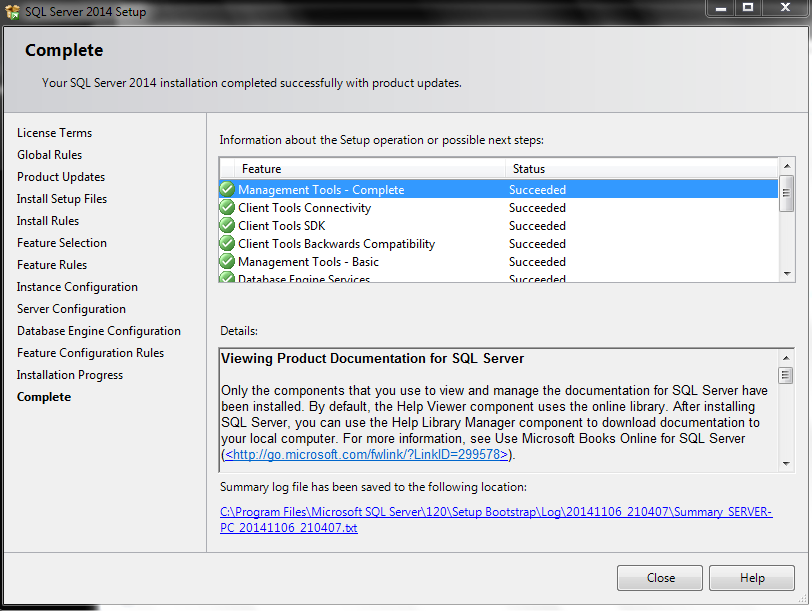 SQL Server 2014 Setup
Complete
Your SQL Server 2014 installation completed successfully with product updates.
License Terms
Global Rules
Product Updates
Install Setup Files
Install Rules
Feature Selection
Feature Rules
Instance Configuration
Server Configuration
Database Engine Configuration
Feature Configuration Rules
Installation Progress
Complete
Information about the Setup operation or possible next steps:
Feature Status
Management Tools - Complete Succeeded
Client Tools Connectivity Succeeded
Client Tools SDK Succeeded
Client Tools Backwards Compatibility Succeeded
Management Tools - Basic Succeeded
Database Engine Services Succeeded
Details:
Viewing Product Documentation for SQL Server
Only the components that you use to view and manage the documentation for SQL Server have
been installed. By default, the Help Viewer component uses the online library. After installing
SQL Server, you can use the Help Library Manager component to download documentation to
your local computer. For more information, see Use Microsoft Books Online for SQL Server
(<http://go.microsoft.com/fwlink/?LinkID=299578>).
Summary log file has been saved to the following location:
C:\Program Files\Microsoft SQL Server\120\Setup Bootstrap\Log\20141106_210407\Summary_SERVER-
PC_20141106_210407.txt
Close
Help